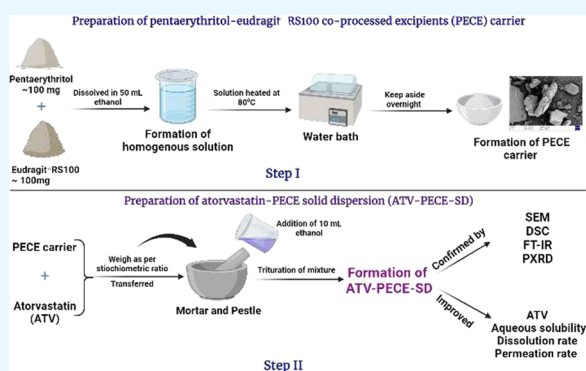 Preparation of pentaerythritol-eudragit RS100 co-processed excipients (PECE) carrier
Pentaerythritol
~100 mg
+
Eudragit-RS100
~ 100mg
Dissolved in 50 mL
ethanol
Formation of
homogenous solution
Solution heated at
80°C
Water bath
Keep aside
overnight
Formation of PECE
carrier
Step I
Preparation of atorvastatin-PECE solid dispersion (ATV-PECE-SD)
PECE carrier
+
Atorvastatin
(ATV)
Weigh as per
stiochiometric ratio
Transferred
Addition of 10 mL
ethanol
Mortar and Pestle
Trituration of mixture
Formation of
ATV-PECE-SD
Confirmed by
SEM
DSC
FT-IR
PXRD
Improved
ATV
Aqueous solubility
Dissolution rate
Permeation rate
Step II